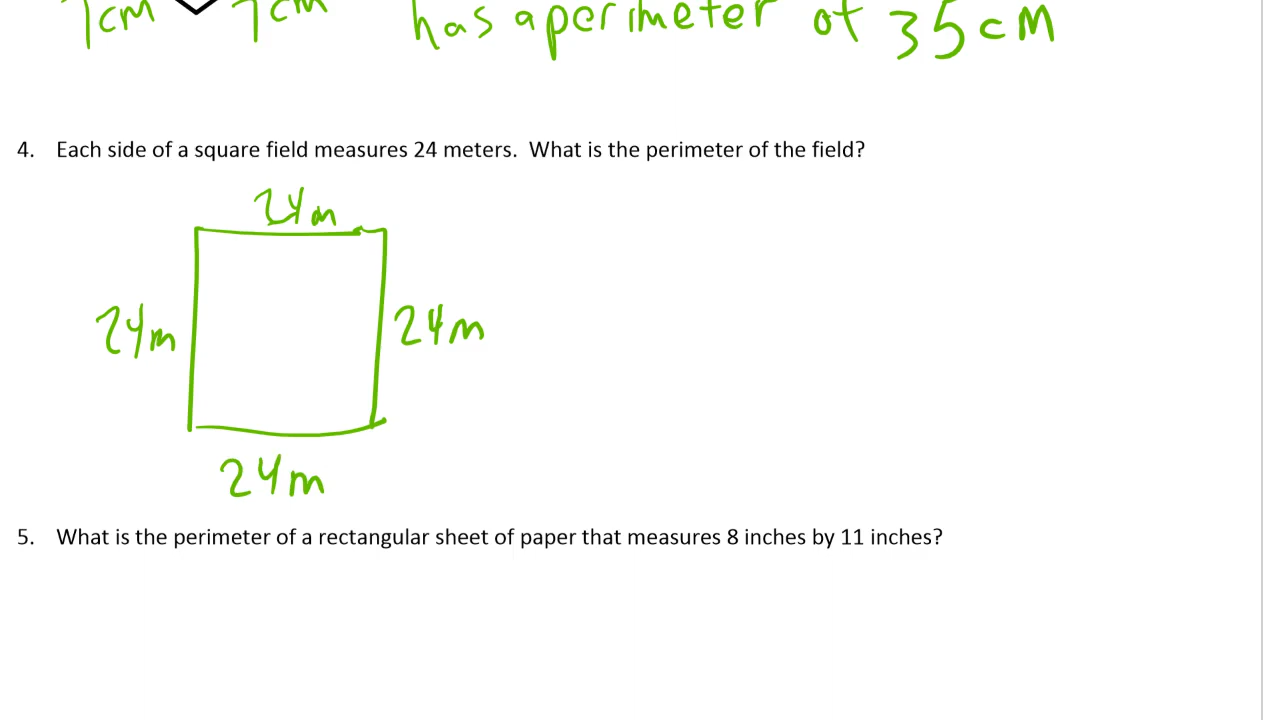 7cm 7cm has a perimeter of 35cm
4. Each side of a square field measures 24 meters. What is the perimeter of the field?
24m
24m 24m
24m
5. What is the perimeter of a rectangular sheet of paper that measures 8 inches by 11 inches?